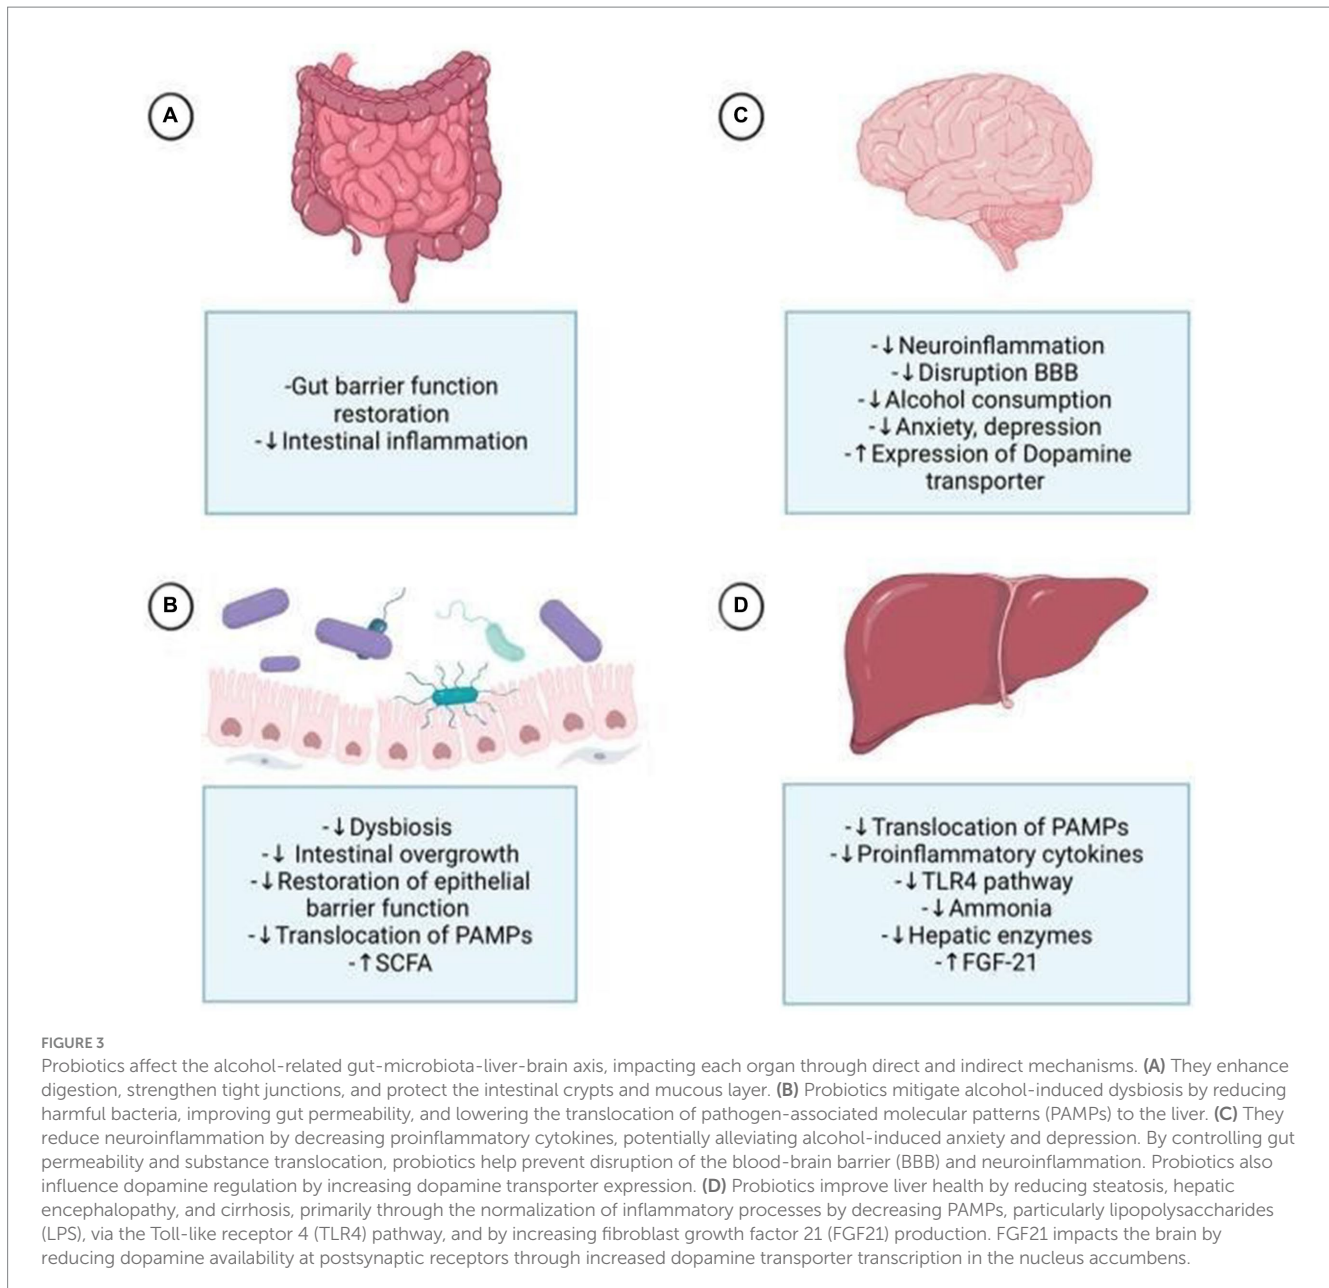 A
-Gut barrier function
restoration
-↓Intestinal inflammation
C
-↓Neuroinflammation
-↓Disruption BBB
-↓Alcohol consumption
-↓Anxiety, depression
-↑Expression of Dopamine
transporter
B
-↓Dysbiosis
-↓ Intestinal overgrowth
-↓Restoration of epithelial
barrier function
-↓Translocation of PAMPs
-↑SCFA
D
-↓Translocation of PAMPs
-↓Proinflammatory cytokines
-↓TLR4 pathway
-↓Ammonia
-↓Hepatic enzymes
-↑FGF-21
FIGURE 3
Probiotics affect the alcohol-related gut-microbiota-liver-brain axis, impacting each organ through direct and indirect mechanisms. (A) They enhance
digestion, strengthen tight junctions, and protect the intestinal crypts and mucous layer. (B) Probiotics mitigate alcohol-induced dysbiosis by reducing
harmful bacteria, improving gut permeability, and lowering the translocation of pathogen-associated molecular patterns (PAMPs) to the liver. (C) They
reduce neuroinflammation by decreasing proinflammatory cytokines, potentially alleviating alcohol-induced anxiety and depression. By controlling gut
permeability and substance translocation, probiotics help prevent disruption of the blood-brain barrier (BBB) and neuroinflammation. Probiotics also
influence dopamine regulation by increasing dopamine transporter expression. (D) Probiotics improve liver health by reducing steatosis, hepatic
encephalopathy, and cirrhosis, primarily through the normalization of inflammatory processes by decreasing PAMPs, particularly lipopolysaccharides
(LPS), via the Toll-like receptor 4 (TLR4) pathway, and by increasing fibroblast growth factor 21 (FGF21) production. FGF21 impacts the brain by
reducing dopamine availability at postsynaptic receptors through increased dopamine transporter transcription in the nucleus accumbens.